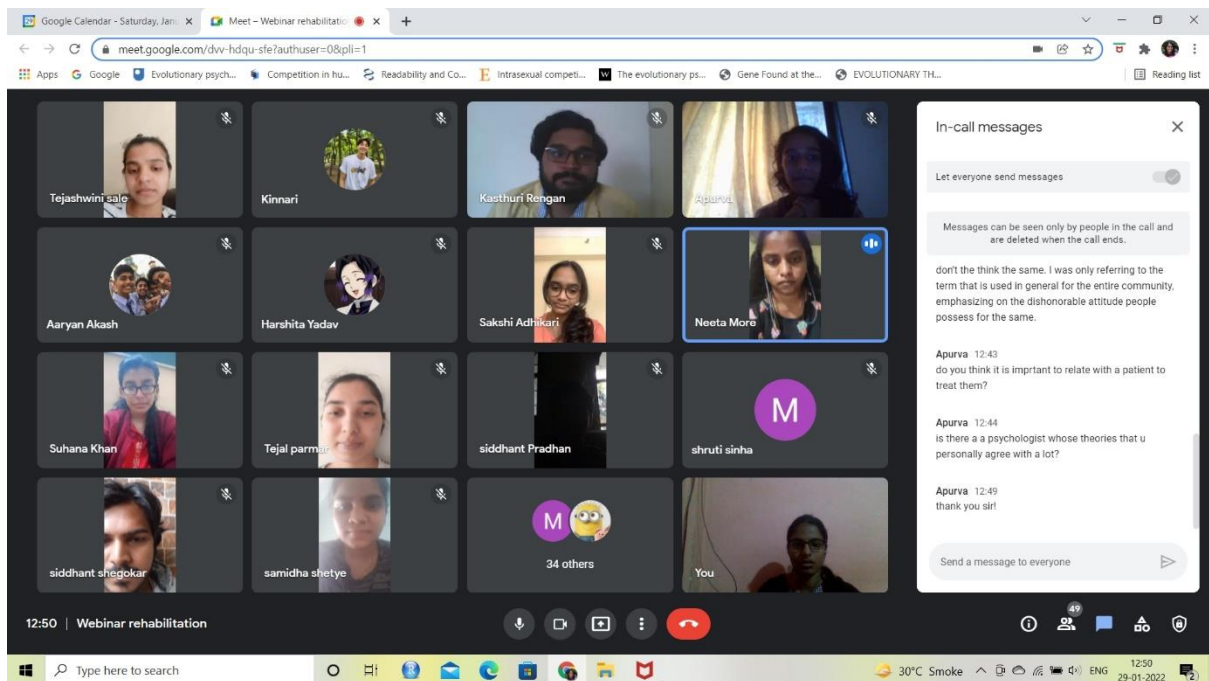 Google Calendar - Saturday, Jan
Meet – Webinar rehabilitatio
meet.google.com/dvv-hdqu-sfe?authuser=0&pli=1
Apps Google Evolutionary psych... Competition in hu... Readability and Co... Intrasexual competi... The evolutionary ps... Gene Found at the... EVOLUTIONARY TH... Reading list
Tejashwini sale
Kinnari
Kasthuri Rengan
Apurva
Aaryan Akash
Harshita Yadav
Sakshi Adhikari
Neeta More
Suhana Khan
Tejal parmar
siddhant Pradhan
M
shruti sinha
siddhant shegokar
samidha shetye
M
34 others
You
In-call messages
Let everyone send messages
Messages can be seen only by people in the call and
are deleted when the call ends.
don't the think the same. I was only referring to the
term that is used in general for the entire community,
emphasizing on the dishonorable attitude people
possess for the same.
Apurva 12:43
do you think it is imprtant to relate with a patient to
treat them?
Apurva 12:44
is there a a psychologist whose theories that u
personally agree with a lot?
Apurva 12:49
thank you sir!
Send a message to everyone
12:50 | Webinar rehabilitation
49
Type here to search
30°C Smoke
ENG
12:50
29-01-2022
2